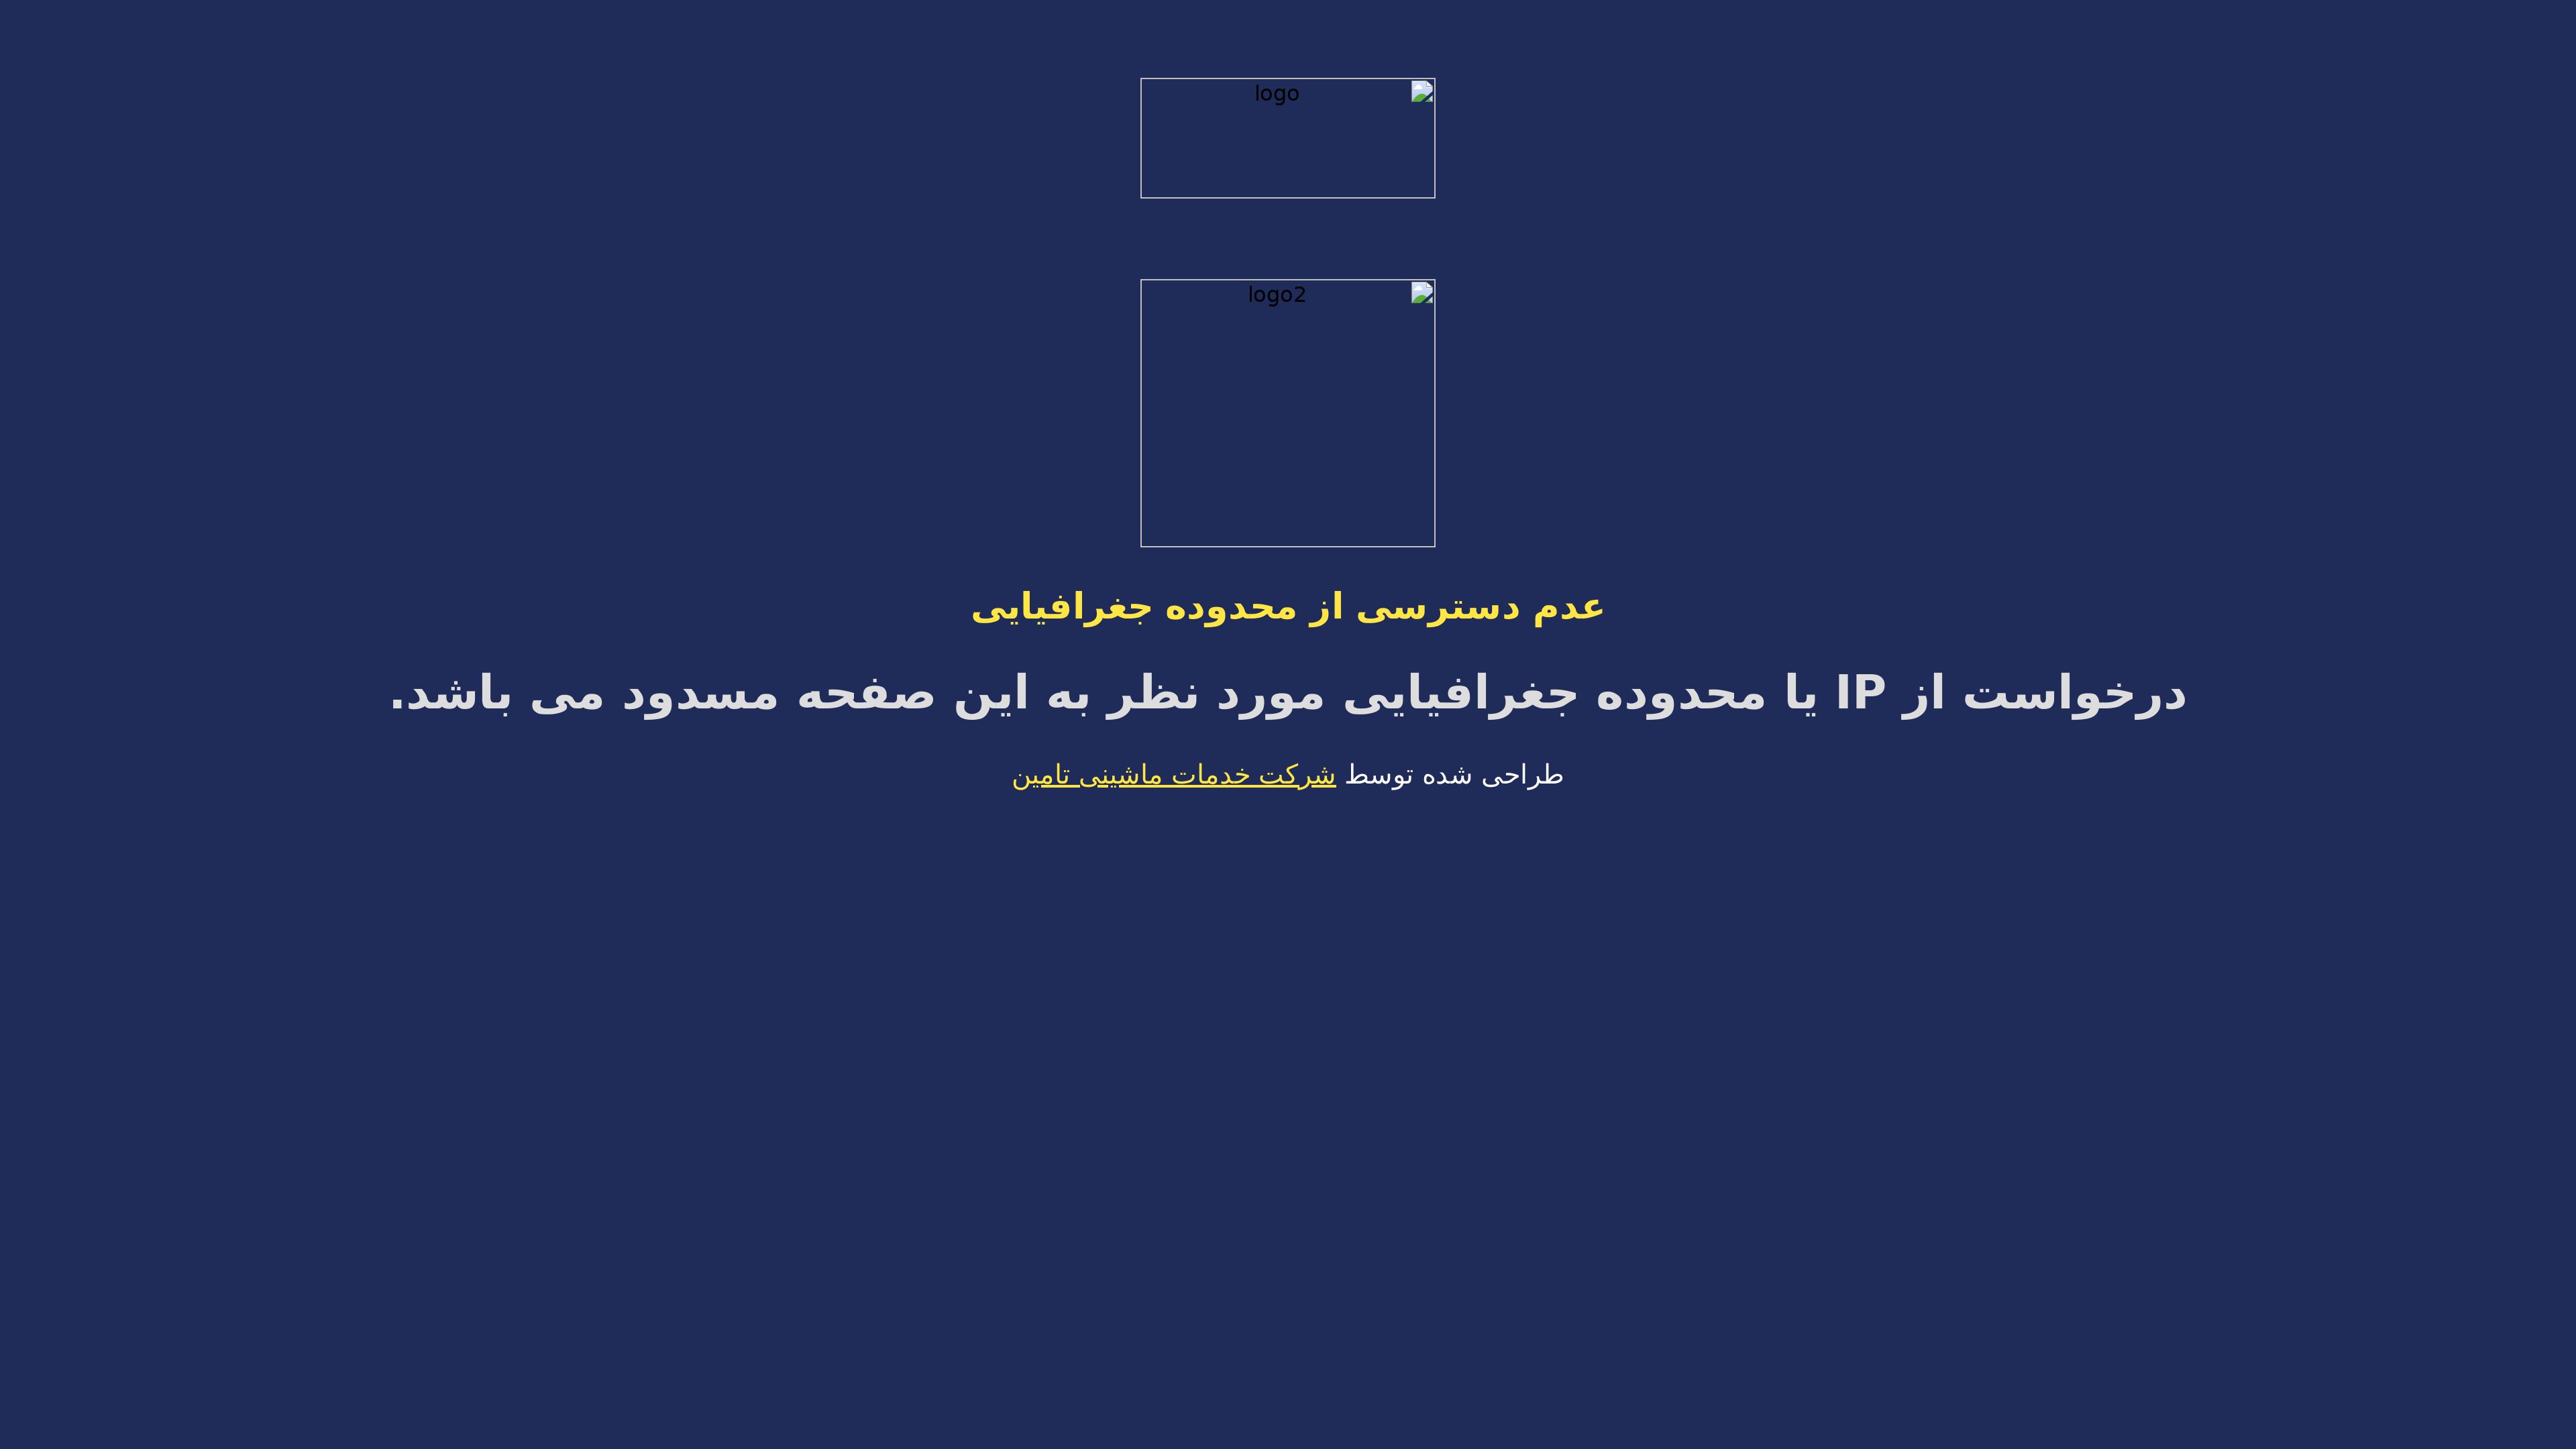 logo
logo2
عدم دسترسی از محدوده جغرافیایی
درخواست از IP یا محدوده جغرافیایی مورد نظر به این صفحه مسدود می باشد.
طراحی شده توسط شرکت خدمات ماشینی تامین